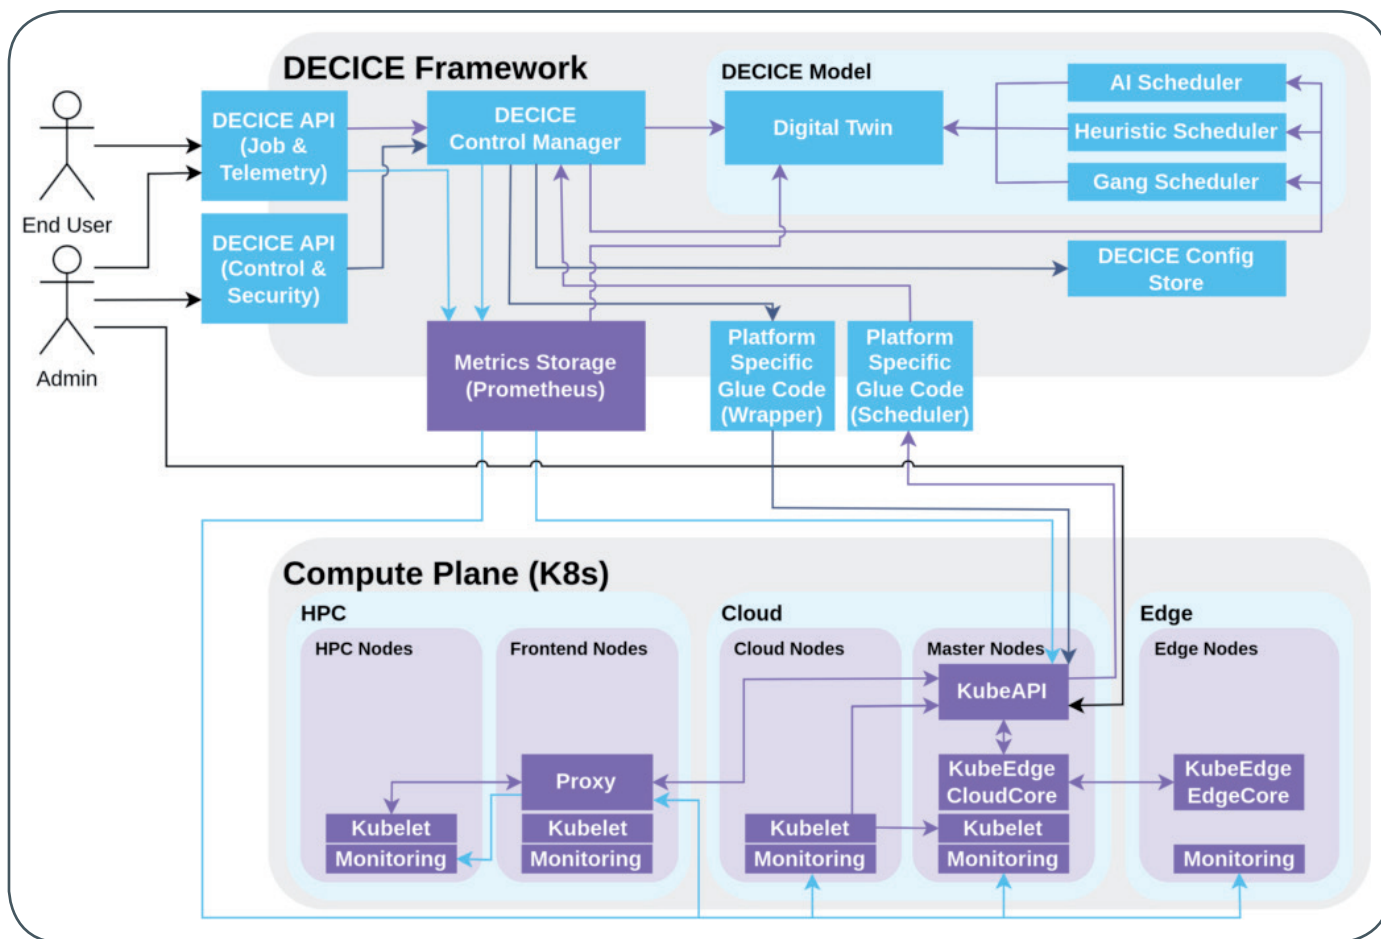 DECICE Framework
DECICE Model
DECICE API
(Job &
Telemetry)
DECICE
Control Manager
Digital Twin
AI Scheduler
Heuristic Scheduler
Gang Scheduler
End User
DECICE API
(Control &
Security)
DECICE Config
Store
Admin
Metrics Storage
(Prometheus)
Platform
Specific
Glue Code
(Wrapper)
Platform
Specific
Glue Code
(Scheduler)
Compute Plane (K8s)
HPC
HPC Nodes
Kubelet
Monitoring
Frontend Nodes
Proxy
Kubelet
Monitoring
Cloud
Cloud Nodes
Kubelet
Monitoring
Master Nodes
KubeAPI
KubeEdge
CloudCore
Kubelet
Monitoring
Edge
Edge Nodes
KubeEdge
EdgeCore
Monitoring